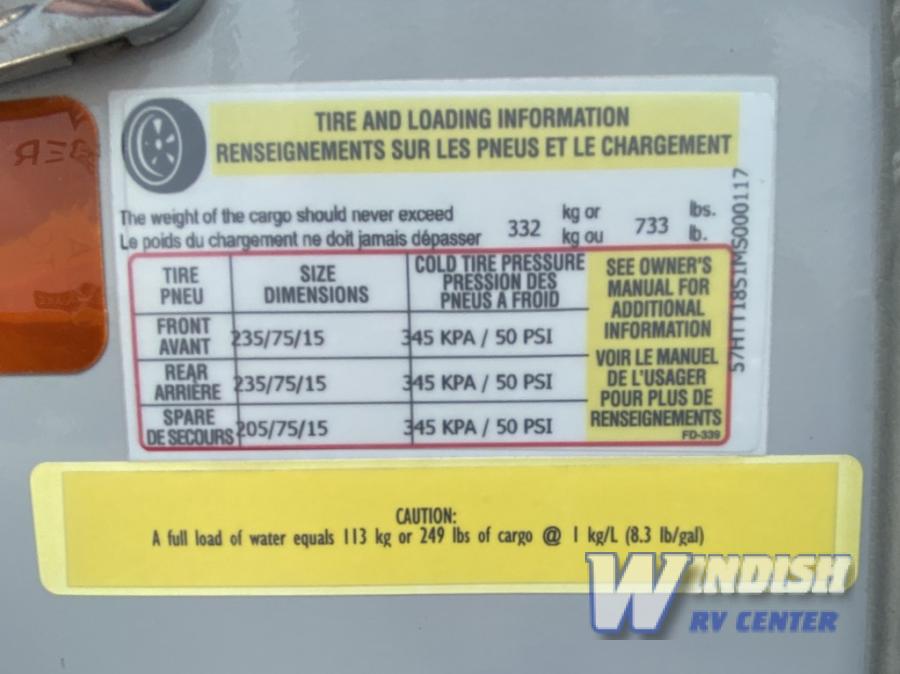 TIRE AND LOADING INFORMATION
RENSEIGNEMENTS SUR LES PNEUS ET LE CHARGEMENT
The weight of the cargo should never exceed 332 kg or 733 lbs.
Le poids du chargement ne doit jamais dépasser kg ou lb.
TIRE PNEU SIZE DIMENSIONS COLD TIRE PRESSURE PRESSION DES PNEUS A FROID
FRONT AVANT 235/75/15 345 KPA / 50 PSI
REAR ARRIÈRE 235/75/15 345 KPA / 50 PSI
SPARE DE SECOURS 205/75/15 345 KPA / 50 PSI
SEE OWNER'S
MANUAL FOR
ADDITIONAL
INFORMATION
VOIR LE MANUEL
DE L'USAGER
POUR PLUS DE
RENSEIGNEMENTS
FD-339
CAUTION:
A full load of water equals 113 kg or 249 lbs of cargo @ 1 kg/L (8.3 lb/gal)
WINDISH
RV CENTER